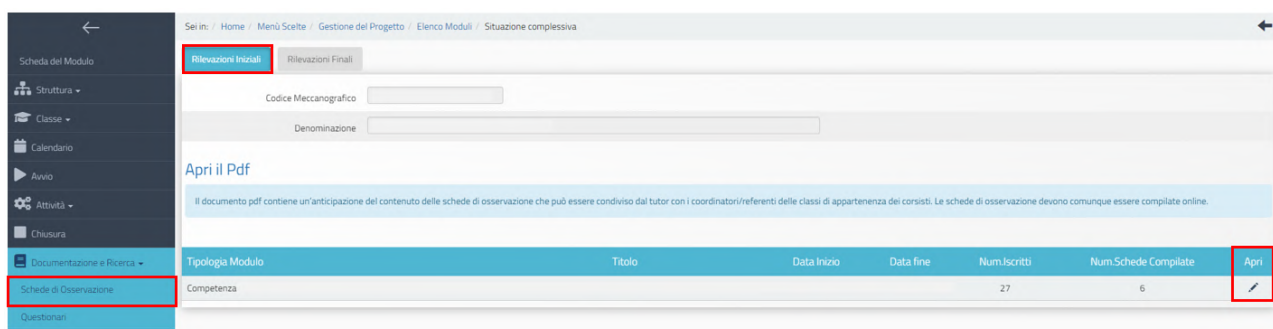 Sei in: / Home / Menù Scelte / Gestione del Progetto / Elenco Moduli / Situazione complessiva
Scheda del Modulo
Struttura
Classe
Calendario
Avvio
Attività
Chiusura
Documentazione e Ricerca
Schede di Osservazione
Questionari
Rilevazioni Iniziali Rilevazioni Finali
Codice Meccanografico
Denominazione
Apri il Pdf
Il documento pdf contiene un'anticipazione del contenuto delle schede di osservazione che può essere condiviso dal tutor con i coordinatori/referenti delle classi di appartenenza dei corsisti. Le schede di osservazione devono comunque essere compilate online.
Tipologia Modulo Titolo Data Inizio Data fine Num.Iscritti Num.Schede Compilate Apri
Competenza 27 6